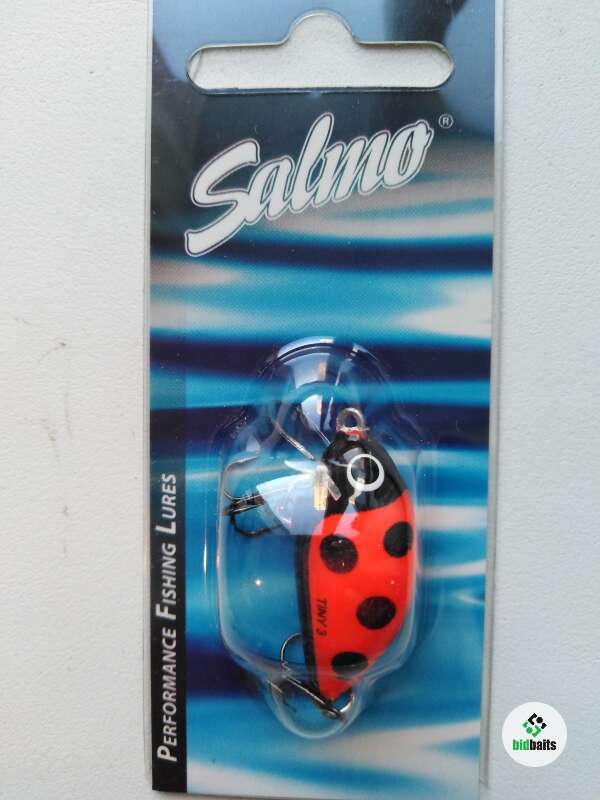 Salmo®
PERFORMANCE FISHING LURES
TINY 3
bidbaits